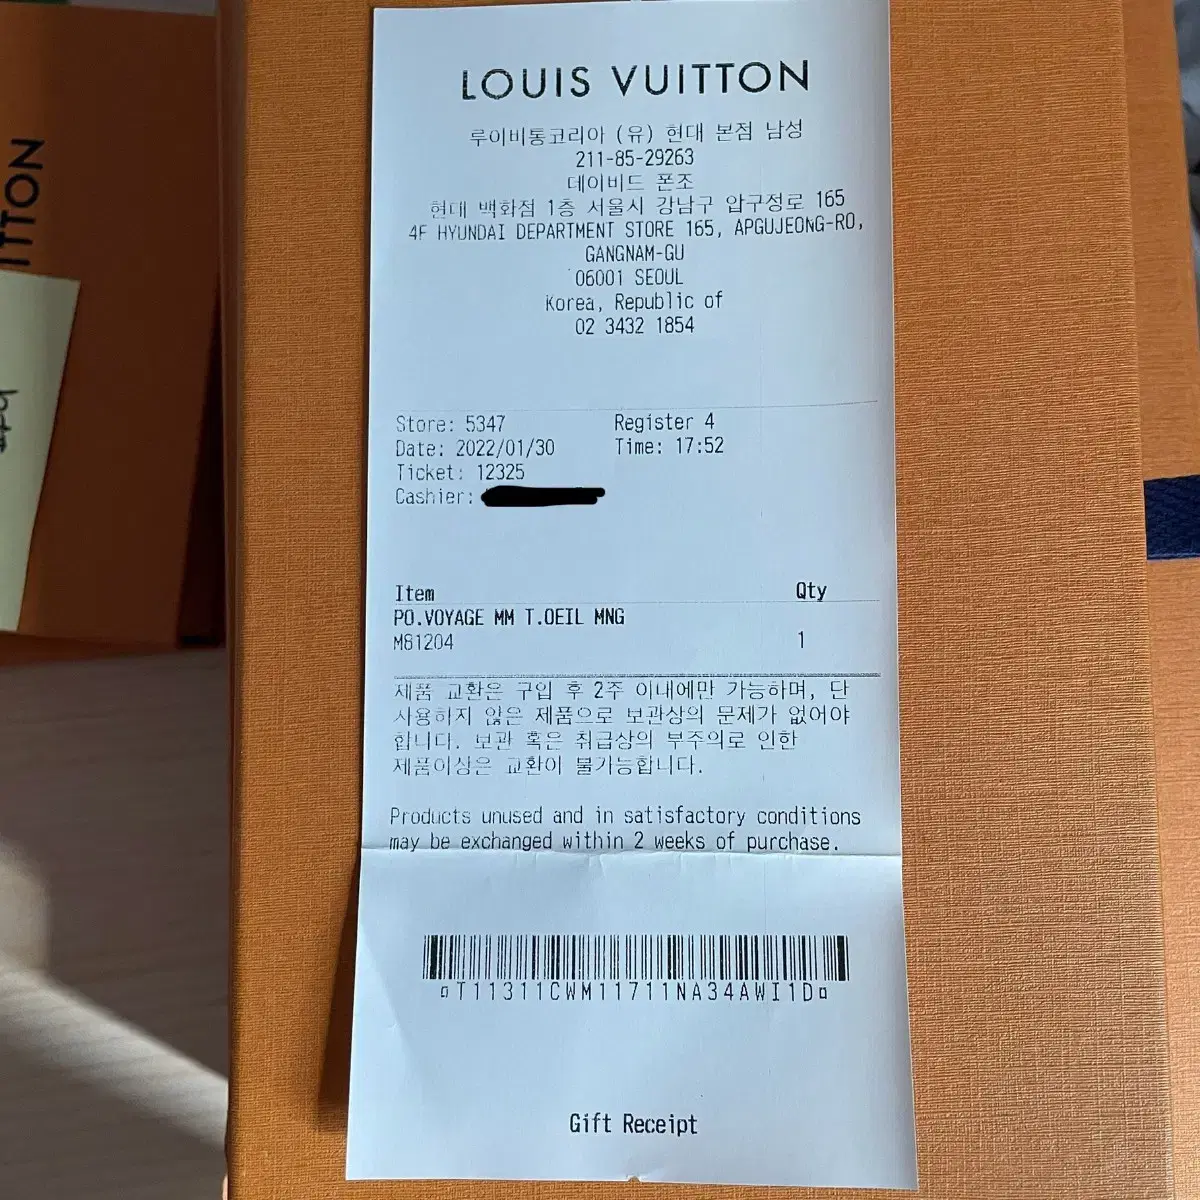 LOUIS VUITTON
루이비통코리아 (유) 현대 본점 남성
211-85-29263
데이비드 폰조
현대 백화점 1층 서울시 강남구 압구정로 165
4F HYUNDAI DEPARTMENT STORE 165, APGUJEONG-RO,
GANGNAM-GU
06001 SEOUL
Korea, Republic of
02 3432 1854
Store: 5347 Register 4
Date: 2022/01/30 Time: 17:52
Ticket: 12325
Cashier:
Item Qty
PO.VOYAGE MM T.OEIL MNG
M81204 1
제품 교환은 구입 후 2주 이내에만 가능하며, 단
사용하지 않은 제품으로 보관상의 문제가 없어야
합니다. 보관 혹은 취급상의 부주의로 인한
제품이상은 교환이 불가능합니다.
Products unused and in satisfactory conditions
may be exchanged within 2 weeks of purchase.
T11311CWM11711NA34AWI1D
Gift Receipt